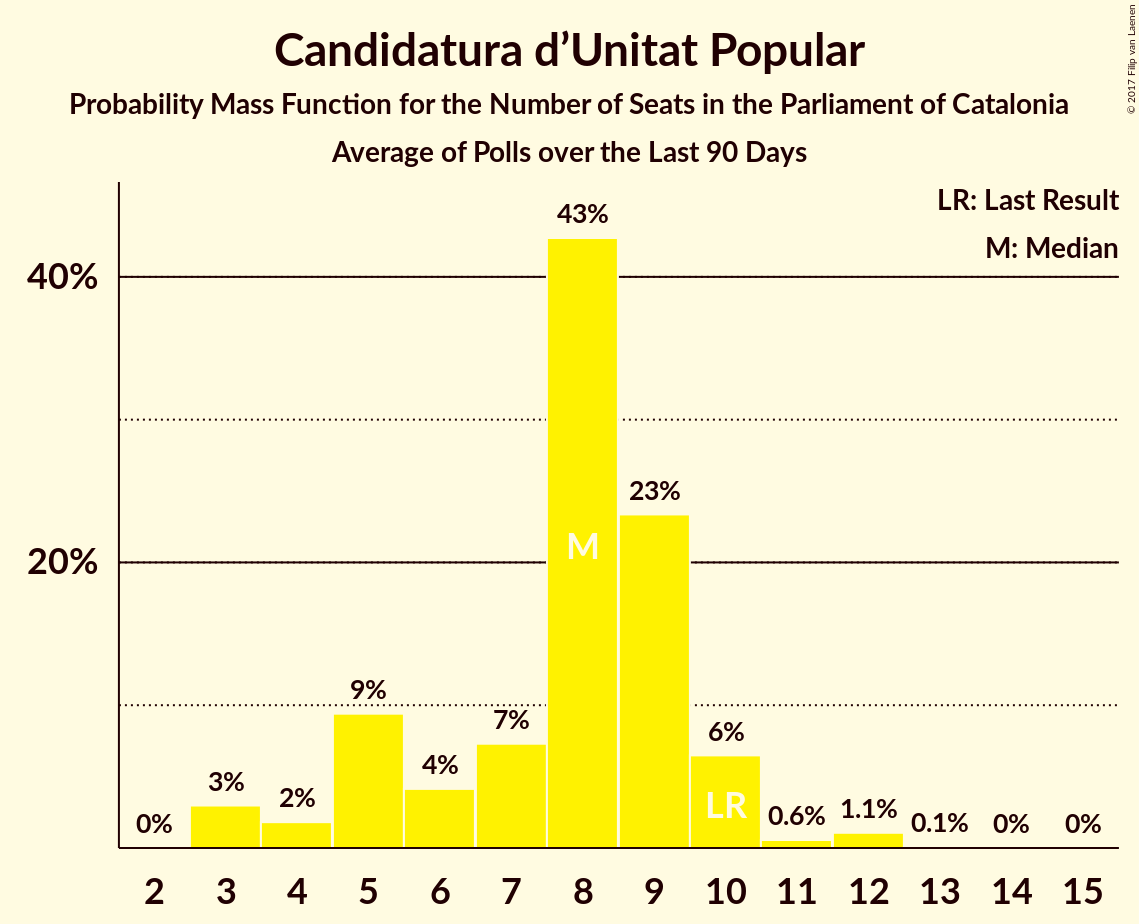 Candidatura d’Unitat Popular
Probability Mass Function for the Number of Seats in the Parliament of Catalonia
Average of Polls over the Last 90 Days
© 2017 Filip van Laenen
LR: Last Result
M: Median
40%
20%
0%
3%
2%
9%
4%
7%
43%
23%
6%
0.6%
1.1%
0.1%
0%
0%
M
LR
2 3 4 5 6 7 8 9 10 11 12 13 14 15